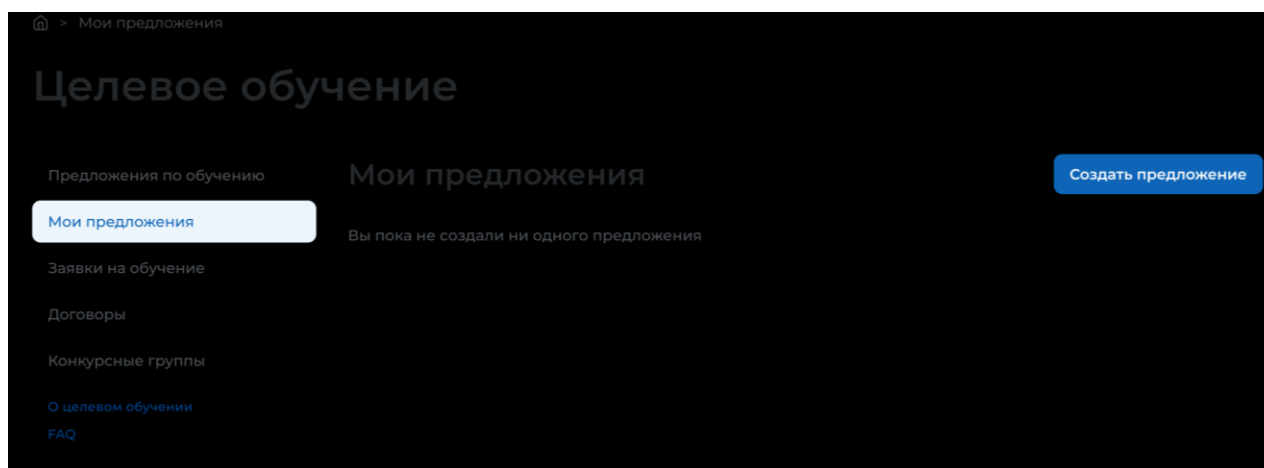 > Мои предложения
Целевое обучение
Предложения по обучению
Мои предложения
Заявки на обучение
Договоры
Конкурсные группы
О целевом обучении
FAQ
Мои предложения
Создать предложение
Вы пока не создали ни одного предложения